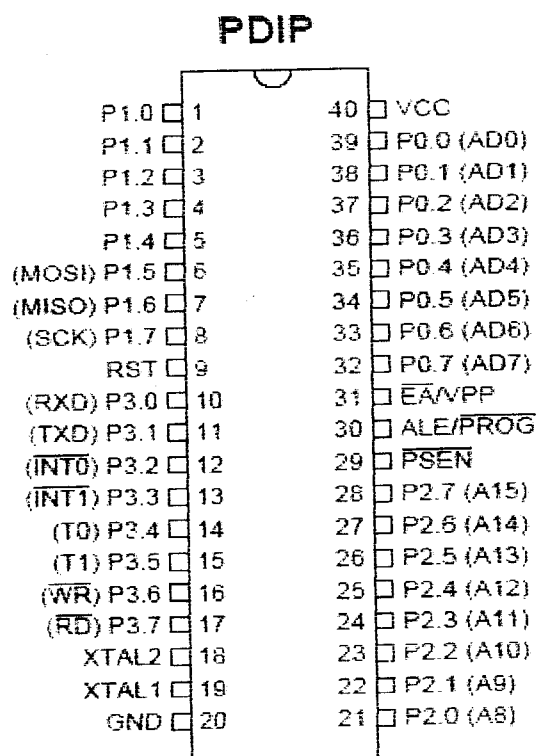 PDIP
P1.0 1 40 VCC
P1.1 2 39 P0.0 (AD0)
P1.2 3 38 P0.1 (AD1)
P1.3 4 37 P0.2 (AD2)
P1.4 5 36 P0.3 (AD3)
(MOSI) P1.5 6 35 P0.4 (AD4)
(MISO) P1.6 7 34 P0.5 (AD5)
(SCK) P1.7 8 33 P0.6 (AD6)
RST 9 32 P0.7 (AD7)
(RXD) P3.0 10 31 E̅A̅/VPP
(TXD) P3.1 11 30 ALE/P̅R̅O̅G̅
(I̅N̅T̅0̅) P3.2 12 29 P̅S̅E̅N̅
(I̅N̅T̅1̅) P3.3 13 28 P2.7 (A15)
(T0) P3.4 14 27 P2.6 (A14)
(T1) P3.5 15 26 P2.5 (A13)
(W̅R̅) P3.6 16 25 P2.4 (A12)
(R̅D̅) P3.7 17 24 P2.3 (A11)
XTAL2 18 23 P2.2 (A10)
XTAL1 19 22 P2.1 (A9)
GND 20 21 P2.0 (A8)